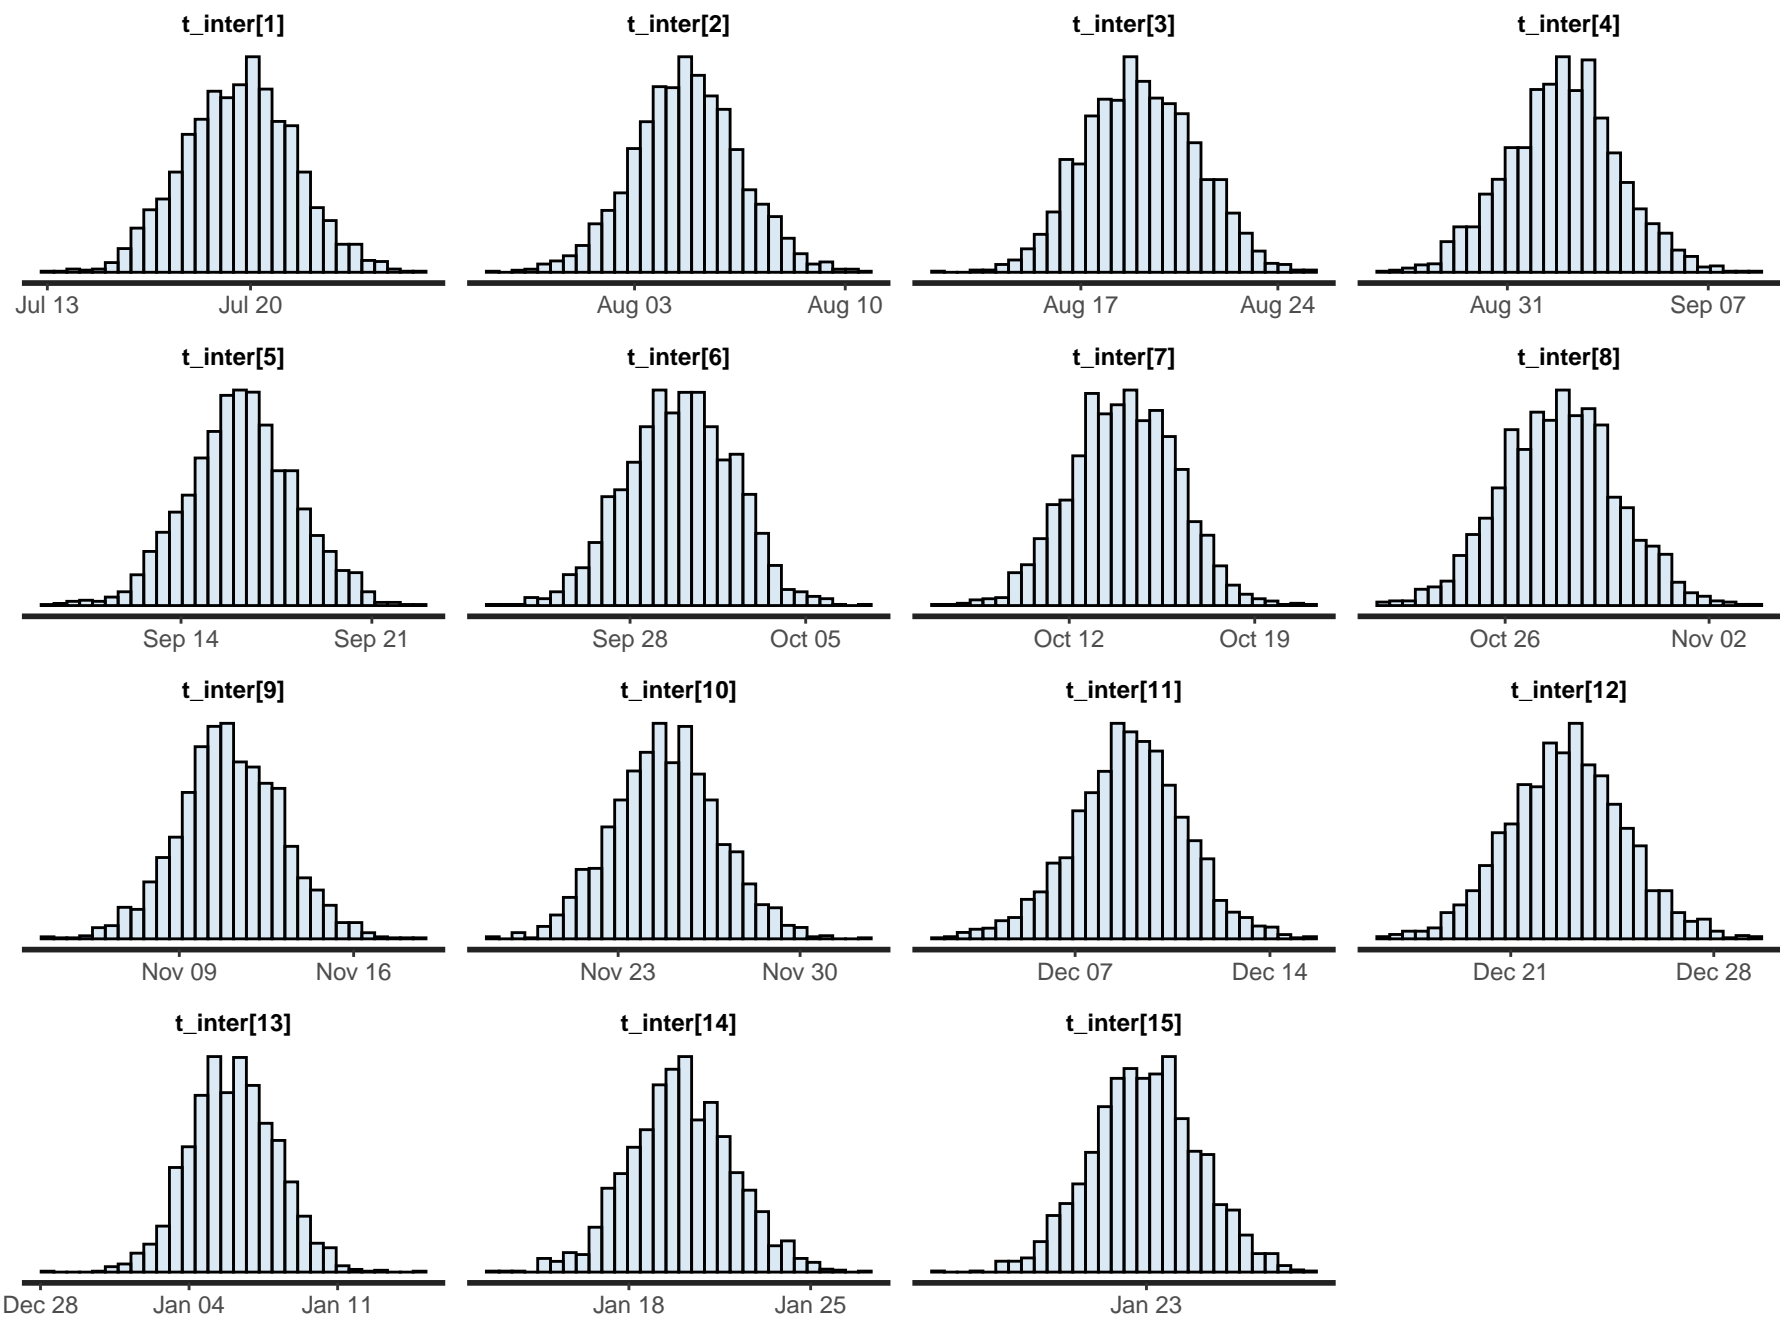 t_inter[1] t_inter[2] t_inter[3] t_inter[4]
Jul 13 Jul 20 Aug 03 Aug 10 Aug 17 Aug 24 Aug 31 Sep 07
t_inter[5] t_inter[6] t_inter[7] t_inter[8]
Sep 14 Sep 21 Sep 28 Oct 05 Oct 12 Oct 19 Oct 26 Nov 02
t_inter[9] t_inter[10] t_inter[11] t_inter[12]
Nov 09 Nov 16 Nov 23 Nov 30 Dec 07 Dec 14 Dec 21 Dec 28
t_inter[13] t_inter[14] t_inter[15]
Dec 28 Jan 04 Jan 11 Jan 18 Jan 25 Jan 23